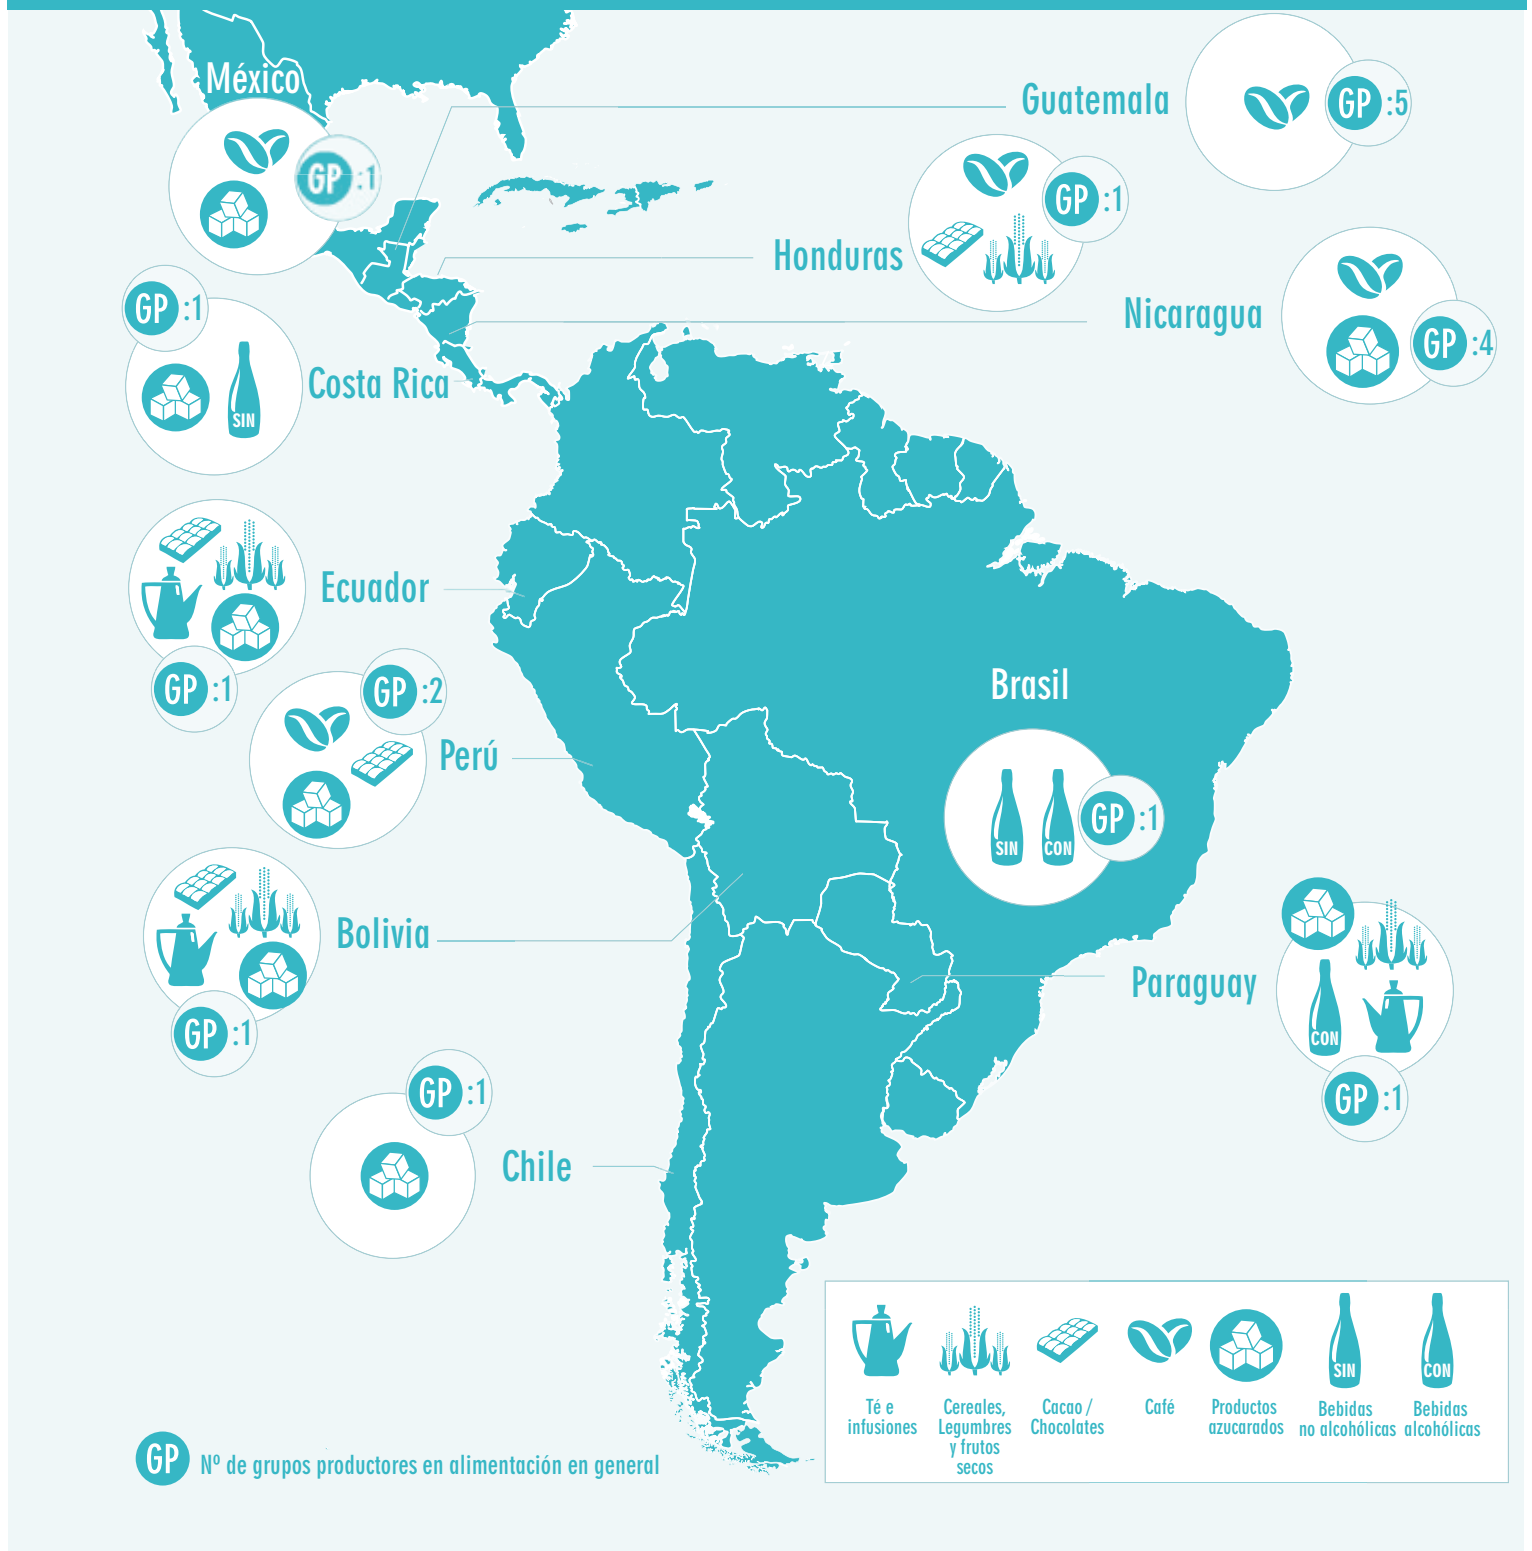 México
GP :1
Guatemala
GP :5
Honduras
GP :1
Nicaragua
GP :4
GP :1
SIN
Costa Rica
Ecuador
GP :1
GP :2
Perú
Brasil
SIN
CON
GP :1
Bolivia
GP :1
Paraguay
CON
GP :1
GP :1
Chile
SIN
CON
Té e
infusiones
Cereales,
Legumbres
y frutos
secos
Cacao /
Chocolates
Café
Productos
azucarados
Bebidas
no alcohólicas
Bebidas
alcohólicas
GP Nº de grupos productores en alimentación en general